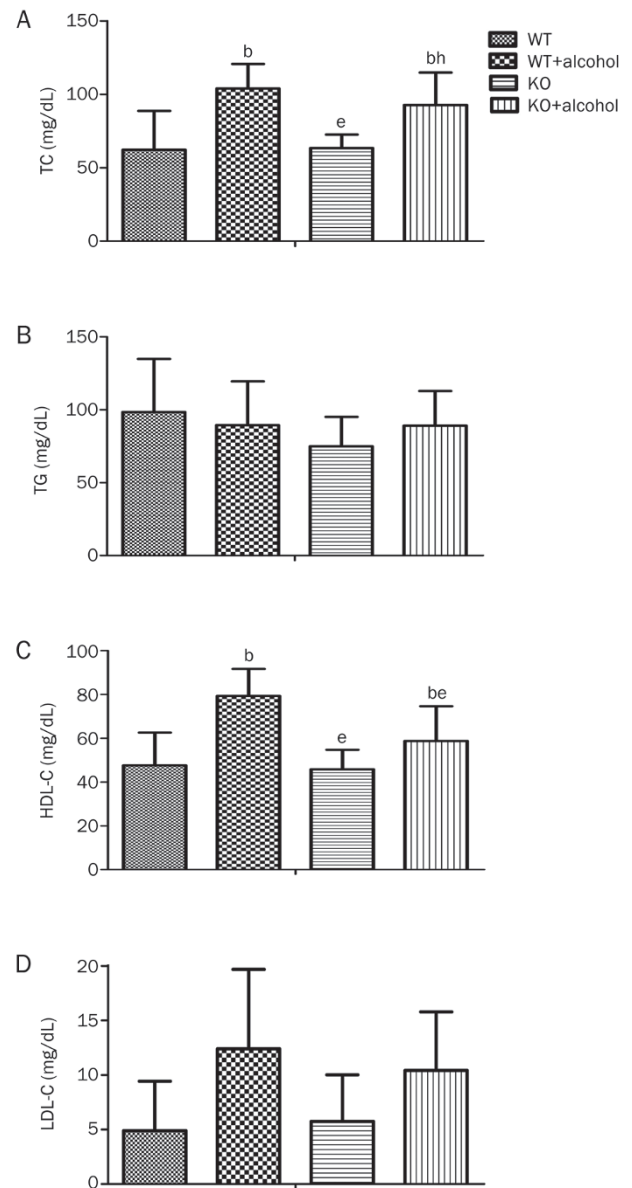 A
150
100
50
0
TC (mg/dL)
b
e
bh
WT
WT+alcohol
KO
KO+alcohol
B
150
100
50
0
TG (mg/dL)
C
100
80
60
40
20
0
HDL-C (mg/dL)
b
e
be
D
20
15
10
5
0
LDL-C (mg/dL)